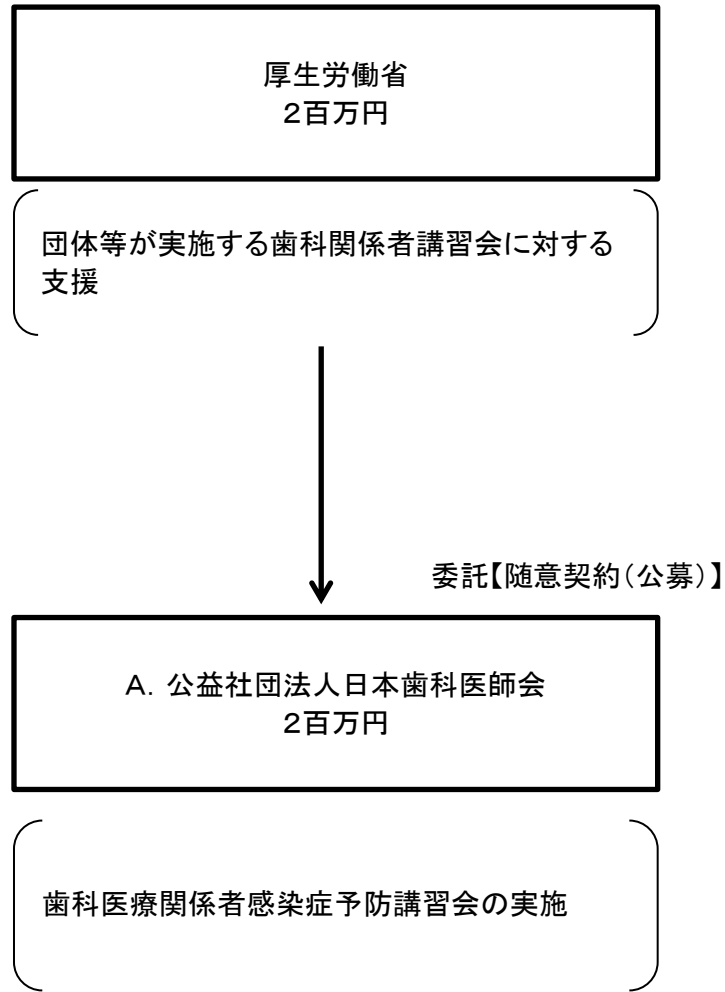 厚生労働省
2百万円
団体等が実施する歯科関係者講習会に対する
支援
委託【随意契約(公募)】
A. 公益社団法人日本歯科医師会
2百万円
歯科医療関係者感染症予防講習会の実施